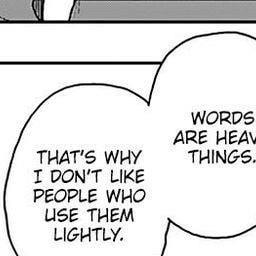 WORDS
ARE HEAV
THINGS.
THAT'S WHY
I DON'T LIKE
PEOPLE WHO
USE THEM
LIGHTLY.